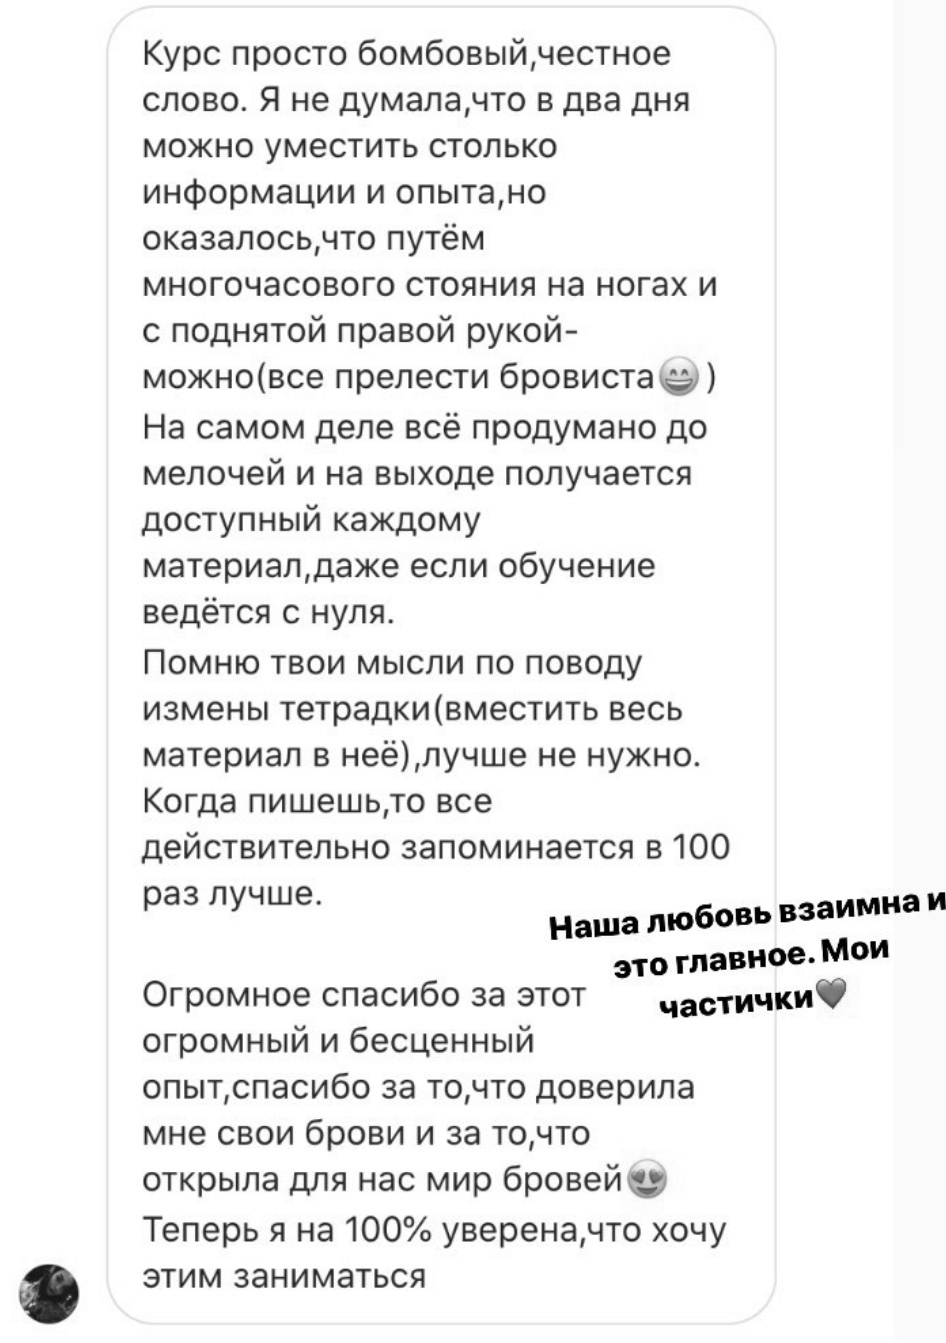 Курс просто бомбовый,честное
слово. Я не думала,что в два дня
можно уместить столько
информации и опыта,но
оказалось,что путём
многочасового стояния на ногах и
с поднятой правой рукой-
можно(все прелести бровиста😄)
На самом деле всё продумано до
мелочей и на выходе получается
доступный каждому
материал,даже если обучение
ведётся с нуля.
Помню твои мысли по поводу
измены тетрадки(вместить весь
материал в неё),лучше не нужно.
Когда пишешь,то все
действительно запоминается в 100
раз лучше.
Наша любовь взаимна и
это главное. Мои
частички🖤
Огромное спасибо за этот
огромный и бесценный
опыт,спасибо за то,что доверила
мне свои брови и за то,что
открыла для нас мир бровей😍
Теперь я на 100% уверена,что хочу
этим заниматься